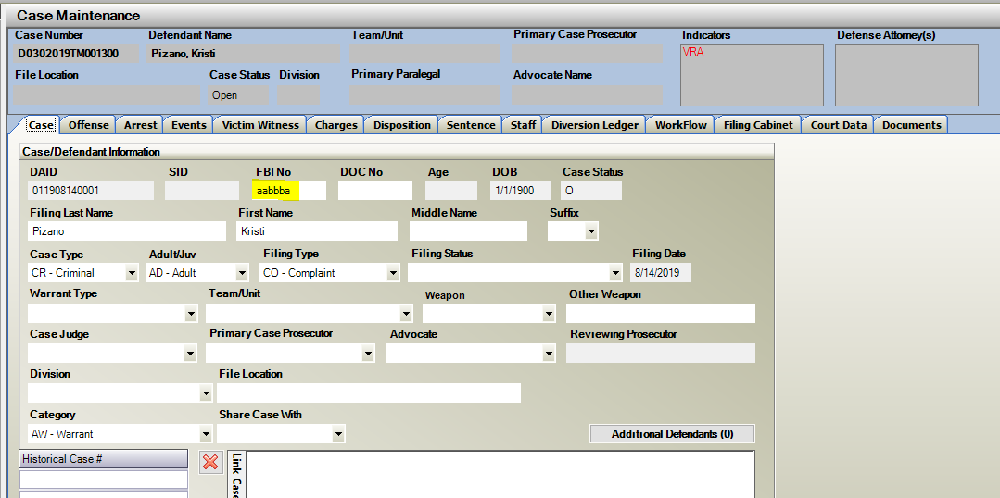 Case Maintenance
Case Number Defendant Name Team/Unit Primary Case Prosecutor Indicators Defense Attorney(s)
D0302019TM001300 Pizano, Kristi VRA
File Location Case Status Division Primary Paralegal Advocate Name
Open
Case Offense Arrest Events Victim Witness Charges Disposition Sentence Staff Diversion Ledger WorkFlow Filing Cabinet Court Data Documents
Case/Defendant Information
DAID SID FBI No DOC No Age DOB Case Status
011908140001 aabbba 1/1/1900 O
Filing Last Name First Name Middle Name Suffix
Pizano Kristi
Case Type Adult/Juv Filing Type Filing Status Filing Date
CR - Criminal AD - Adult CO - Complaint 8/14/2019
Warrant Type Team/Unit Weapon Other Weapon
Case Judge Primary Case Prosecutor Advocate Reviewing Prosecutor
Division File Location
Category Share Case With
AW - Warrant Additional Defendants (0)
Historical Case # Link Case